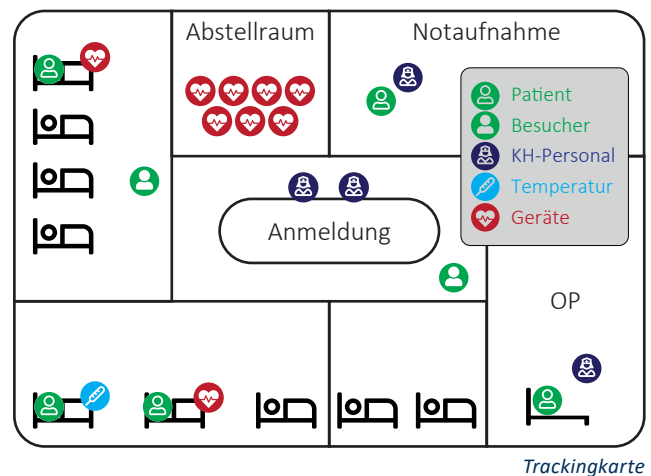 Abstellraum
Notaufnahme
Patient
Besucher
KH-Personal
Temperatur
Geräte
Anmeldung
OP
Trackingkarte